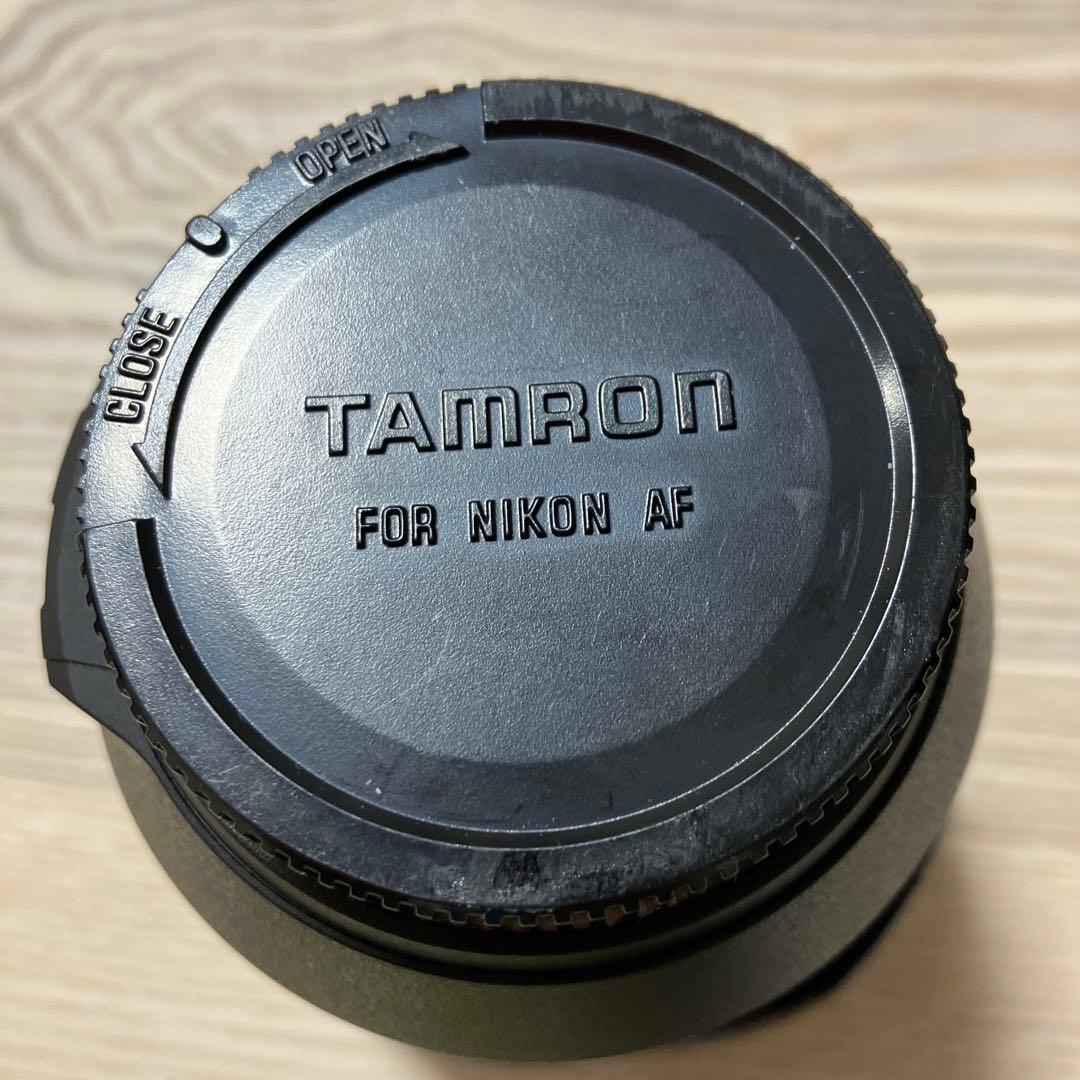 OPEN
CLOSE
TAMRON
FOR NIKON AF